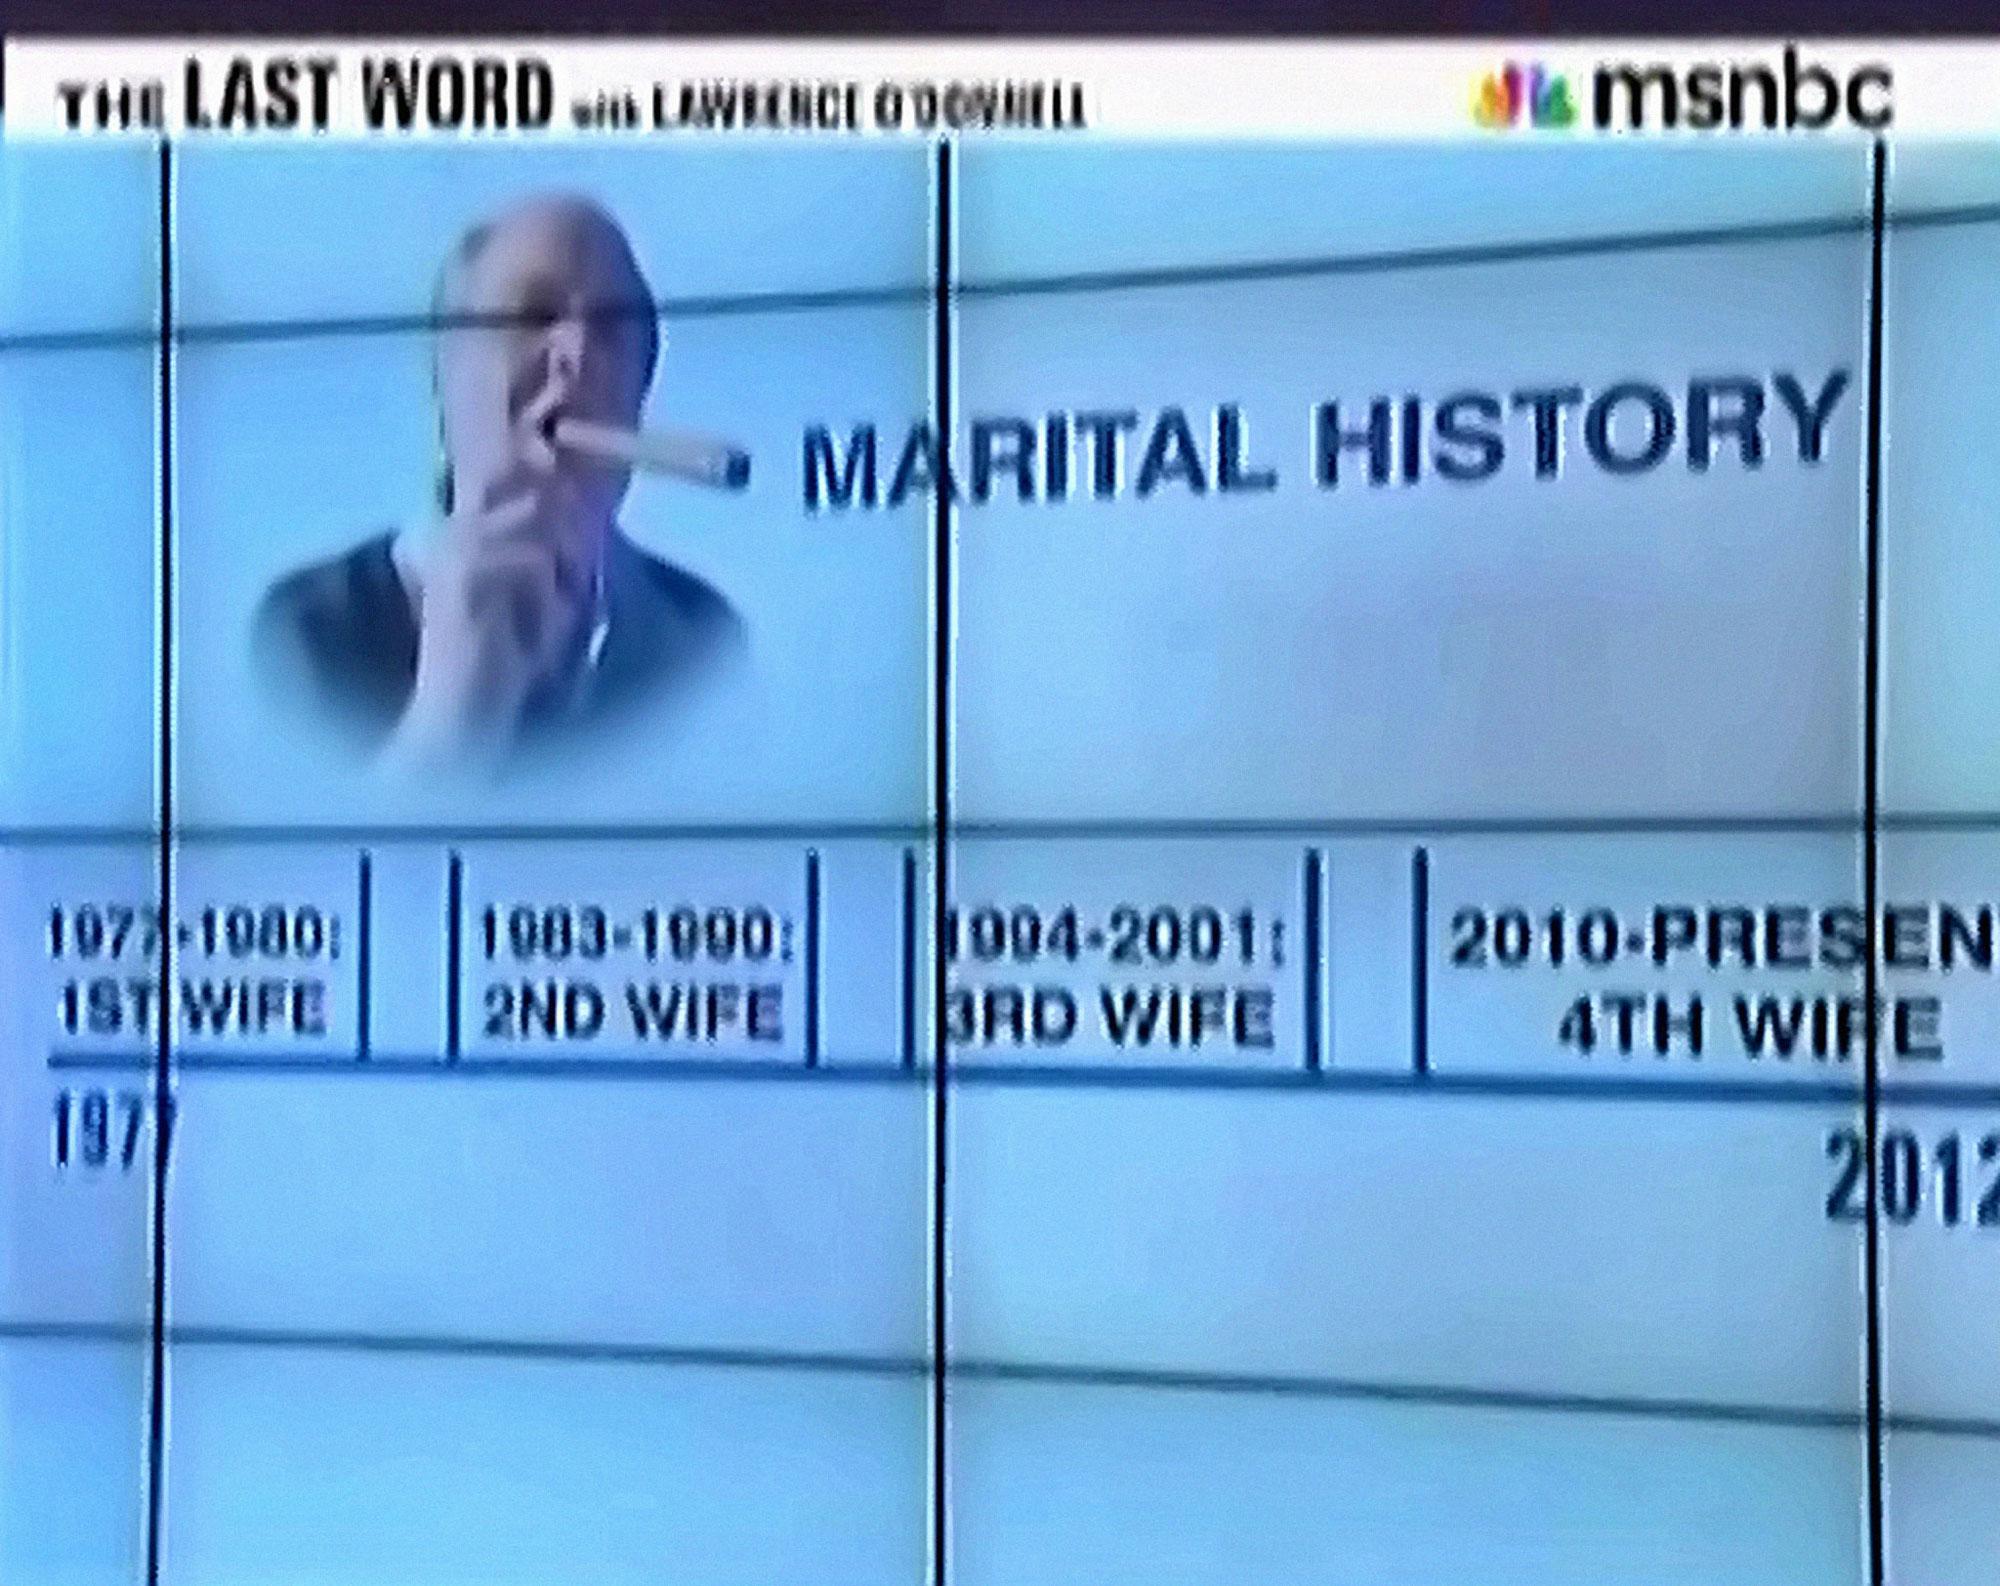 THE LAST WORD with LAWRENCE O'DONNELL
msnbc
MARITAL HISTORY
1977-1980:
1ST WIFE
1983-1990:
2ND WIFE
1994-2001:
3RD WIFE
2010-PRESEN
4TH WIFE
1977
2012